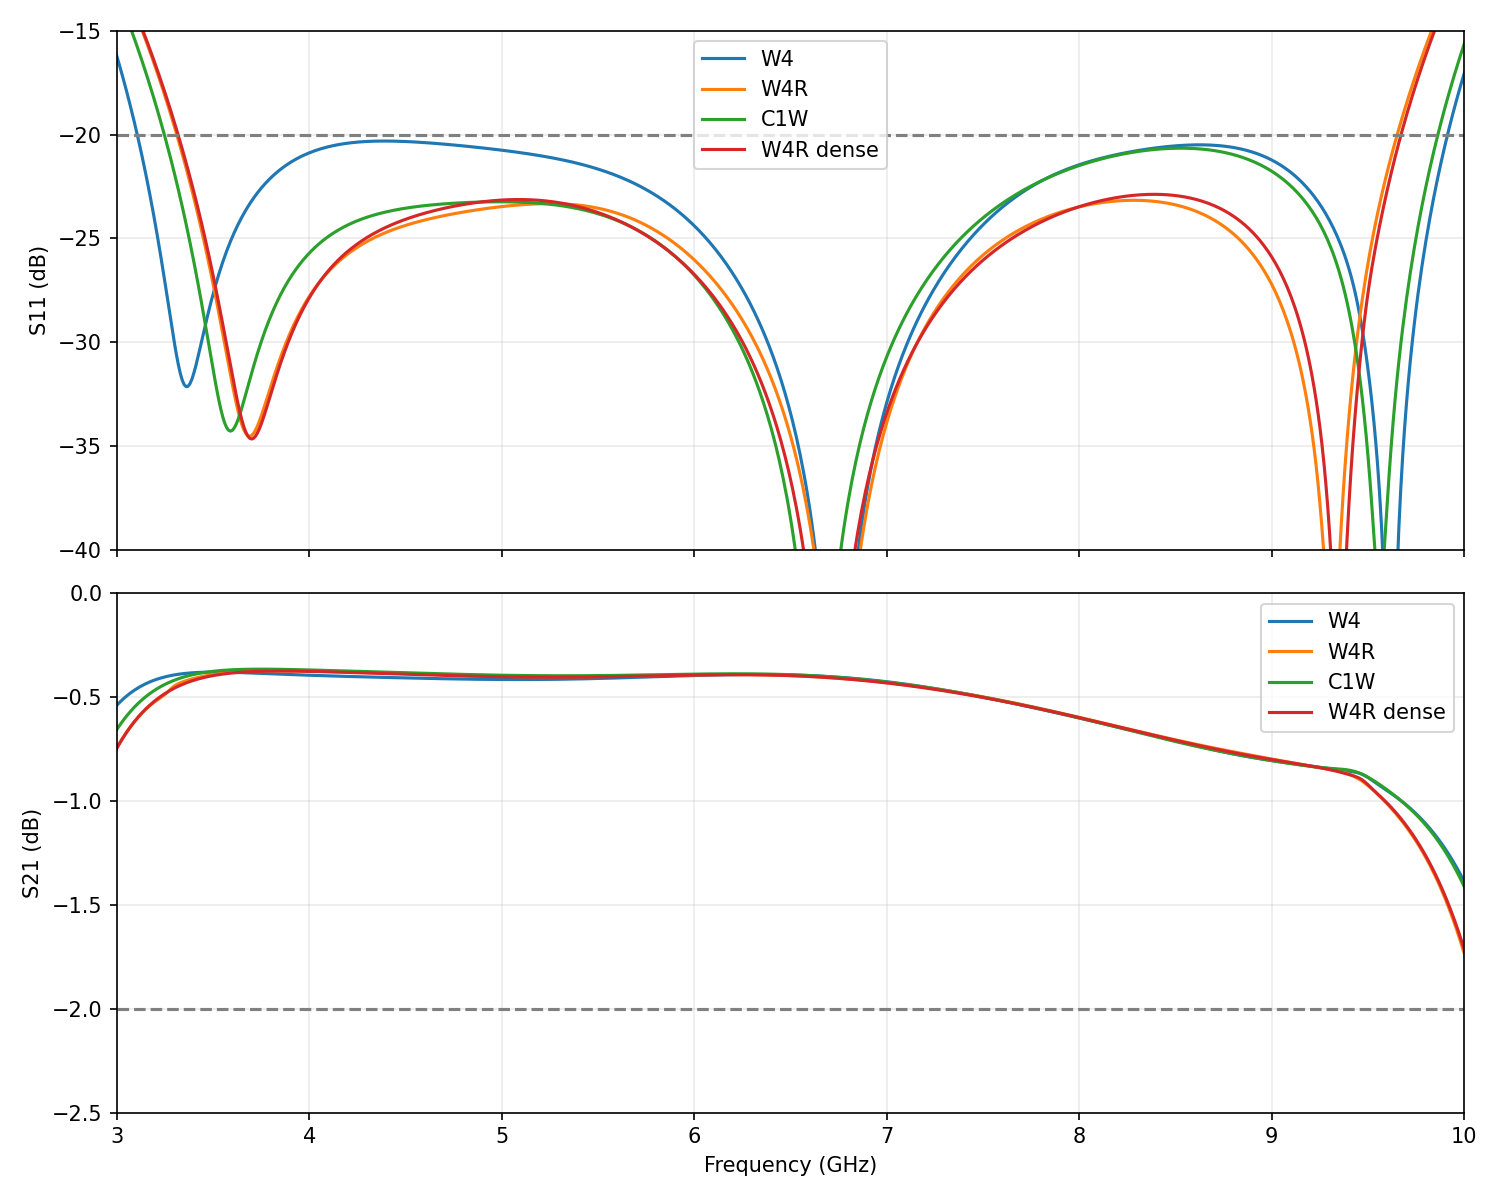 −15
−20
−25
−30
−35
−40
S11 (dB)
W4
W4R
C1W
W4R dense
0.0
−0.5
−1.0
−1.5
−2.0
−2.5
S21 (dB)
W4
W4R
C1W
W4R dense
3 4 5 6 7 8 9 10
Frequency (GHz)